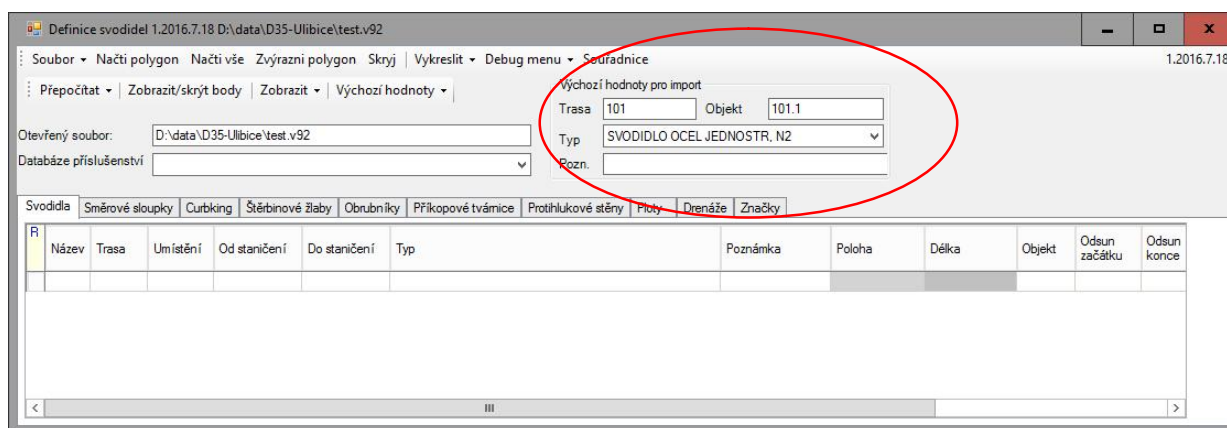 Definice svodidel 1.2016.7.18 D:\data\D35-Ulibice\test.v92
Soubor Načti polygon Načti vše Zvýrazni polygon Skryj Vykreslit Debug menu Souřadnice 1.2016.7.18
Přepočítat Zobrazit/skrýt body Zobrazit Výchozí hodnoty
Výchozí hodnoty pro import
Trasa 101 Objekt 101.1
Otevřený soubor: D:\data\D35-Ulibice\test.v92
Typ SVODIDLO OCEL JEDNOSTR, N2
Databáze příslušenství
Pozn.
Svodidla Směrové sloupky Curbking Štěrbinové žlaby Obrubníky Příkopové tvárnice Protihlukové stěny Ploty Drenáže Značky
R Název Trasa Umístění Od staničení Do staničení Typ Poznámka Poloha Délka Objekt Odsun začátku Odsun konce